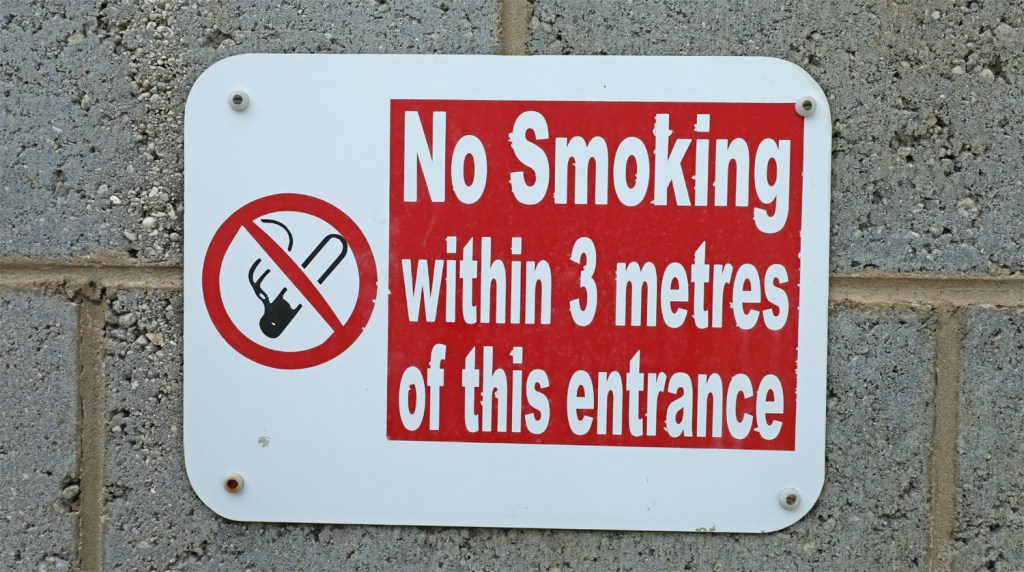 No Smoking
within 3 metres
of this entrance